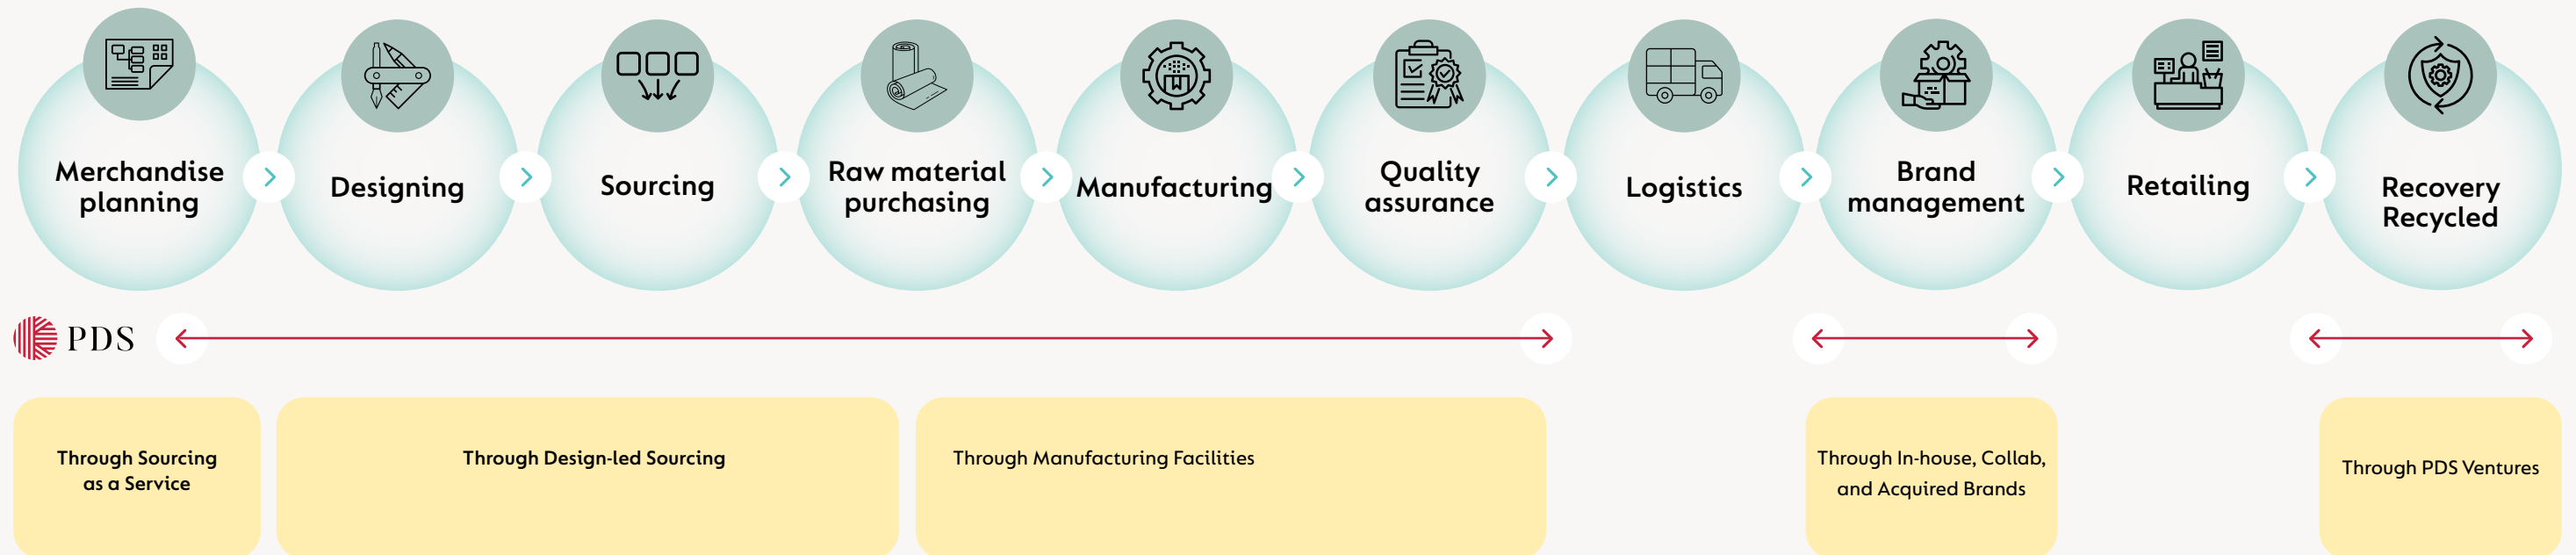 Merchandise
planning
Designing
Sourcing
Raw material
purchasing
Manufacturing
Quality
assurance
Logistics
Brand
management
Retailing
Recovery
Recycled
PDS
Through Sourcing
as a Service
Through Design-led Sourcing
Through Manufacturing Facilities
Through In-house, Collab,
and Acquired Brands
Through PDS Ventures